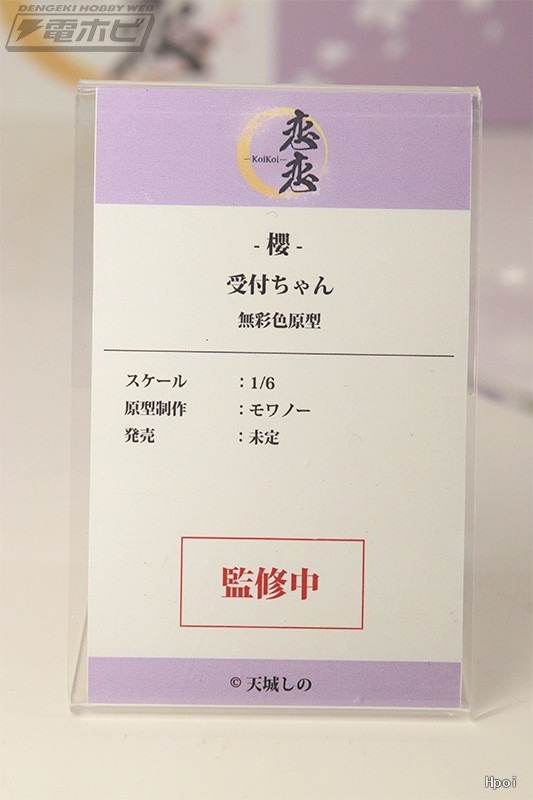 DENGEKI HOBBY WEB
電ホビ
恋恋
KoiKoi
- 櫻 -
受付ちゃん
無彩色原型
スケール ：1/6
原型制作 ：モワノー
発売 ：未定
監修中
© 天城しの
Hpoi